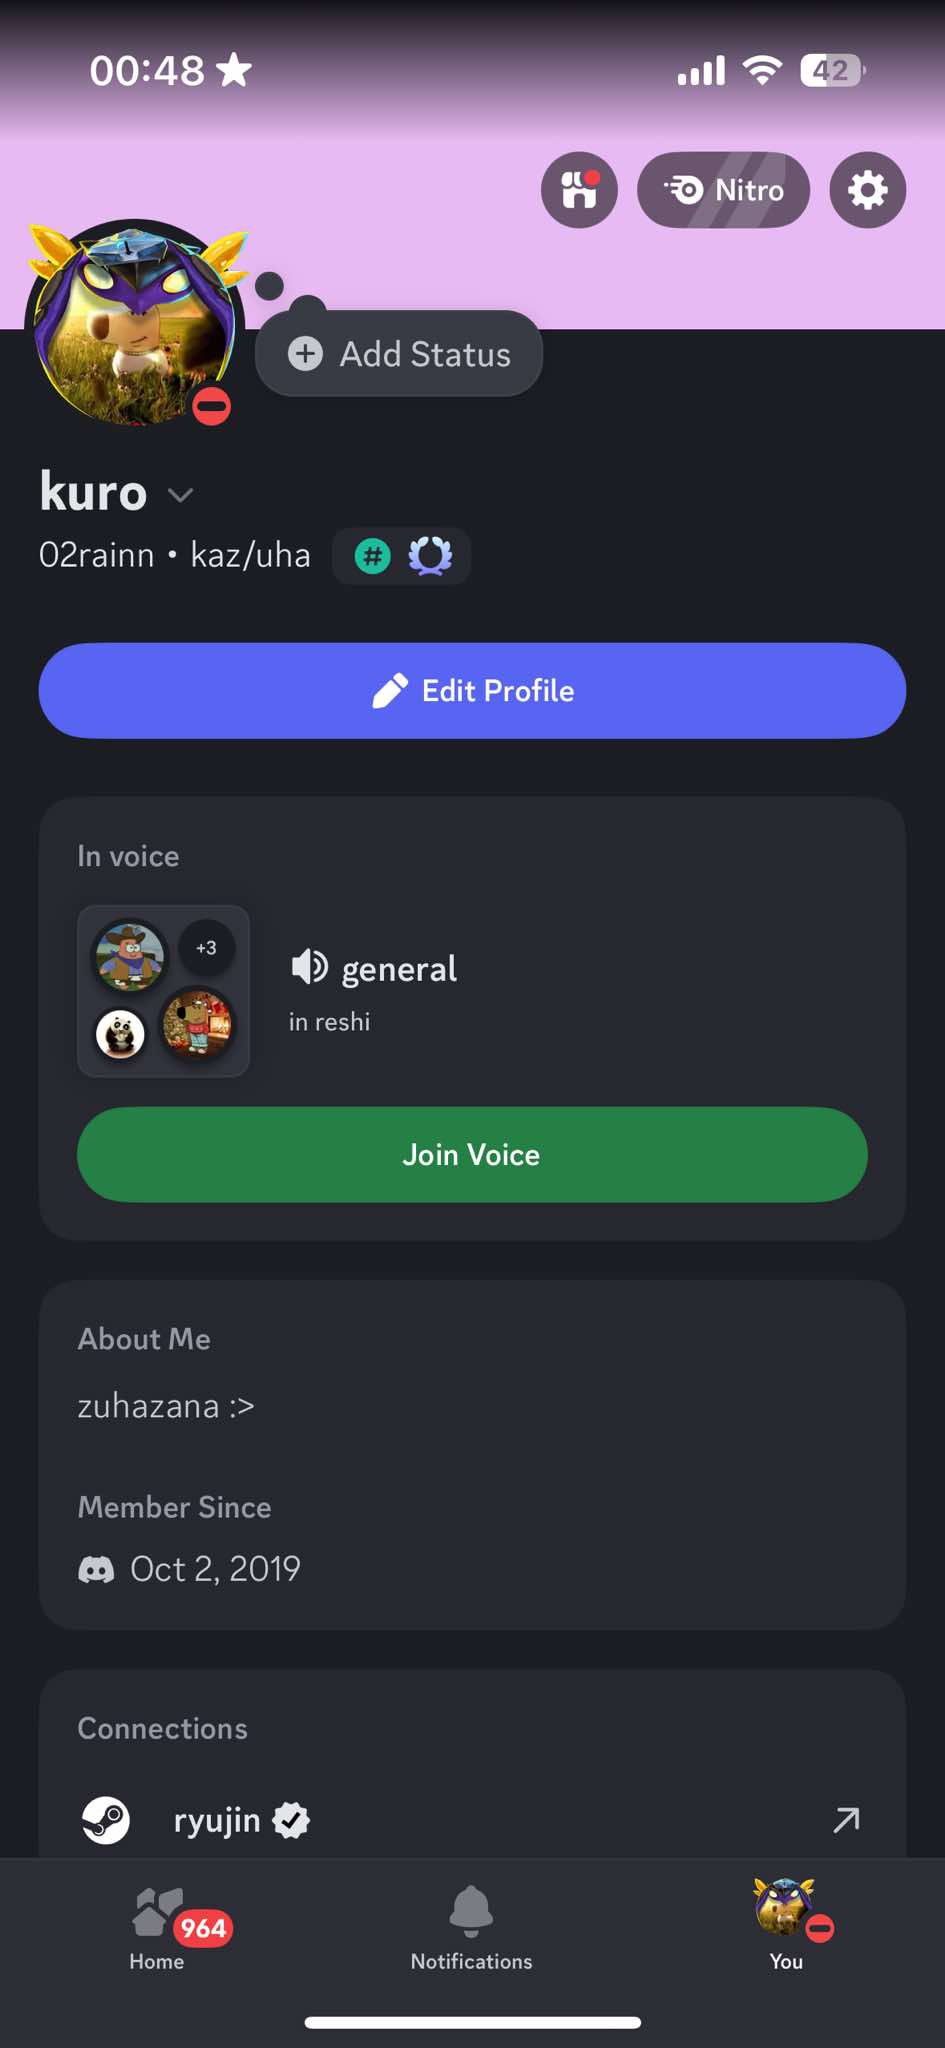 00:48
42
Nitro
Add Status
kuro
02rainn • kaz/uha
#
Edit Profile
In voice
+3
general
in reshi
Join Voice
About Me
zuhazana :>
Member Since
Oct 2, 2019
Connections
ryujin
964
Home
Notifications
You